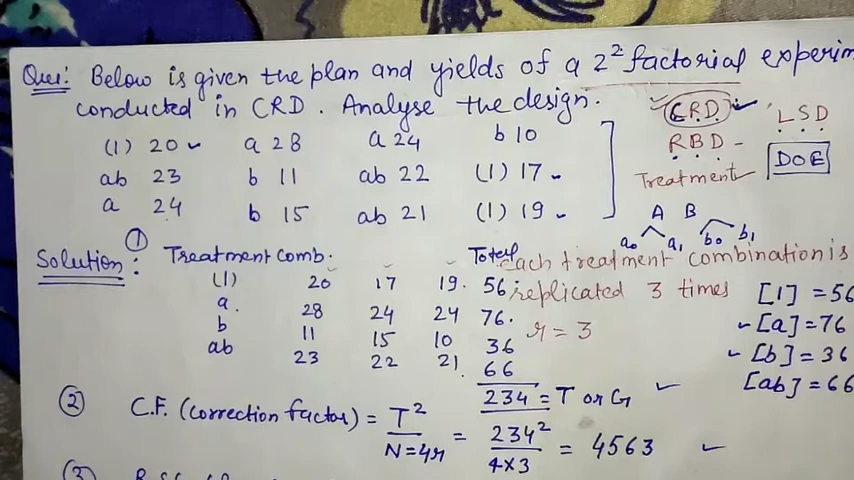 Ques: Below is given the plan and yields of a 2² factorial experim
conducted in CRD. Analyse the design.
(1) 20 a 28 a 24 b 10
ab 23 b 11 ab 22 (1) 17
a 24 b 15 ab 21 (1) 19
CRD LSD
RBD - DOE
Treatment
A B
a₀ a₁ b₀ b₁
Solution: ① Treatment Comb. Total
each treatment combination is
replicated 3 times
r = 3
(1) 20 17 19. 56
a. 28 24 24 76.
b 11 15 10 36
ab 23 22 21. 66
234 = T or G
[1] = 56
[a] = 76
[b] = 36
[ab] = 66
② C.F. (correction factor) = T²/N=4r = 234²/4×3 = 4563
③